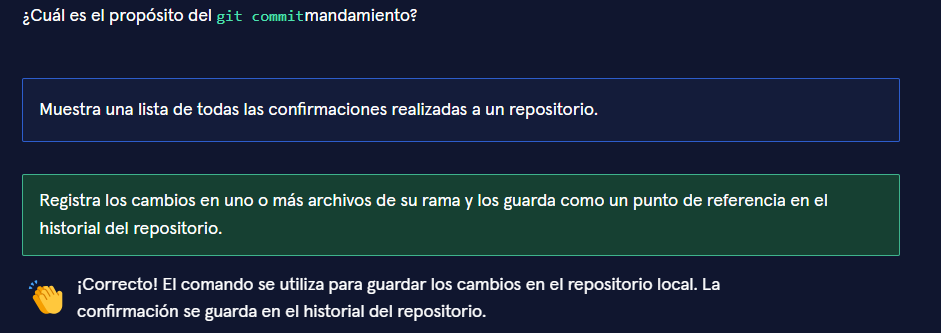 ¿Cuál es el propósito del git commitmandamiento?
Muestra una lista de todas las confirmaciones realizadas a un repositorio.
Registra los cambios en uno o más archivos de su rama y los guarda como un punto de referencia en el
historial del repositorio.
¡Correcto! El comando se utiliza para guardar los cambios en el repositorio local. La
confirmación se guarda en el historial del repositorio.